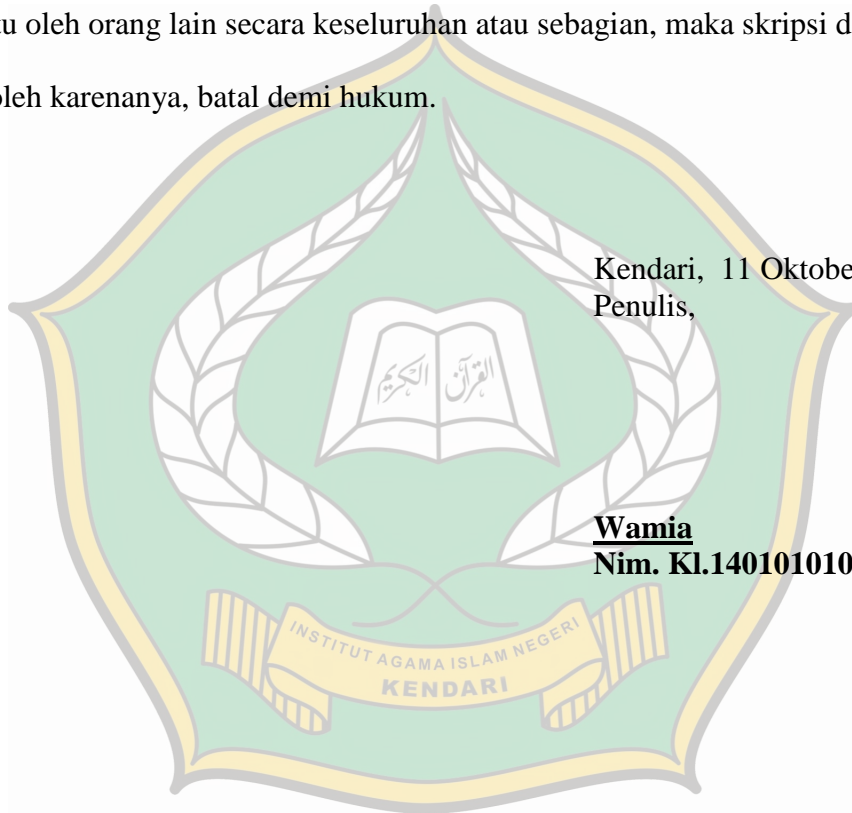 u oleh orang lain secara keseluruhan atau sebagian, maka skripsi d
oleh karenanya, batal demi hukum.
Kendari, 11 Oktobe
Penulis,
القرآن الكريم
Wamia
Nim. Kl.140101010
INSTITUT AGAMA ISLAM NEGERI
KENDARI